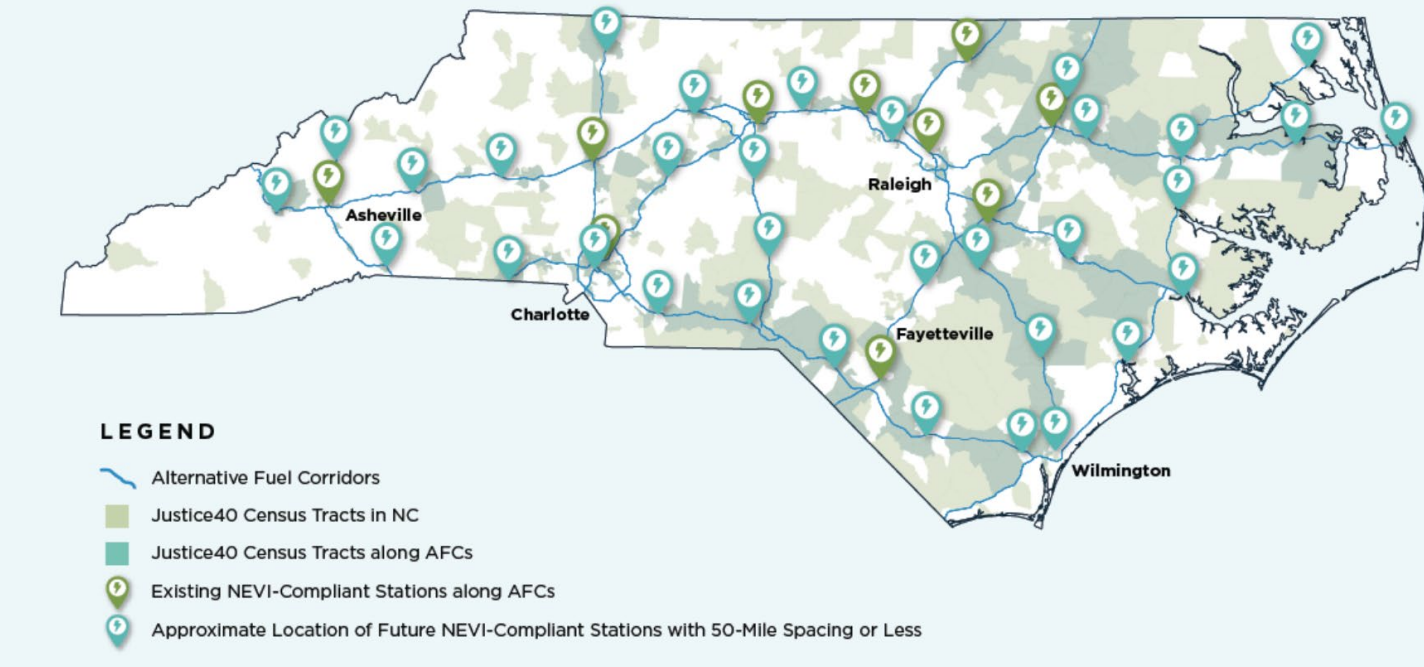 Raleigh
Asheville
Charlotte
Fayetteville
Wilmington
LEGEND
Alternative Fuel Corridors
Justice40 Census Tracts in NC
Justice40 Census Tracts along AFCs
Existing NEVI-Compliant Stations along AFCs
Approximate Location of Future NEVI-Compliant Stations with 50-Mile Spacing or Less